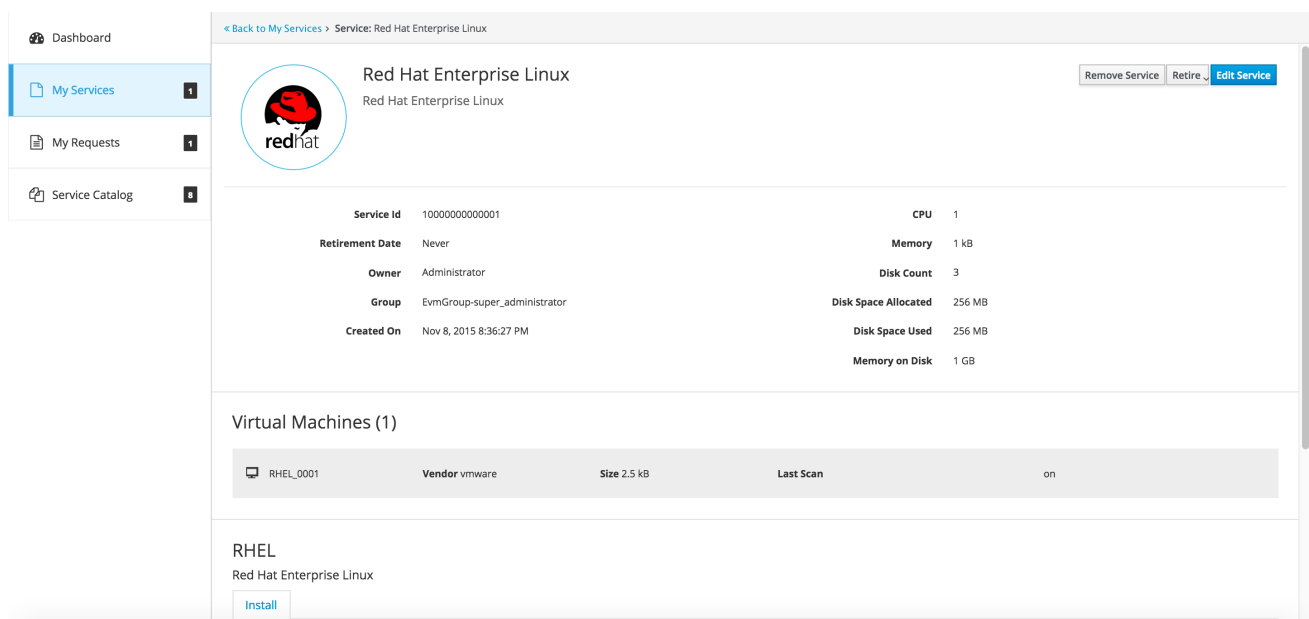 Dashboard
My Services 1
My Requests 1
Service Catalog 8
« Back to My Services › Service: Red Hat Enterprise Linux
redhat
Red Hat Enterprise Linux
Red Hat Enterprise Linux
Remove Service Retire Edit Service
Service Id 10000000000001
Retirement Date Never
Owner Administrator
Group EvmGroup-super_administrator
Created On Nov 8, 2015 8:36:27 PM
CPU 1
Memory 1 kB
Disk Count 3
Disk Space Allocated 256 MB
Disk Space Used 256 MB
Memory on Disk 1 GB
Virtual Machines (1)
RHEL_0001 Vendor vmware Size 2.5 kB Last Scan on
RHEL
Red Hat Enterprise Linux
Install